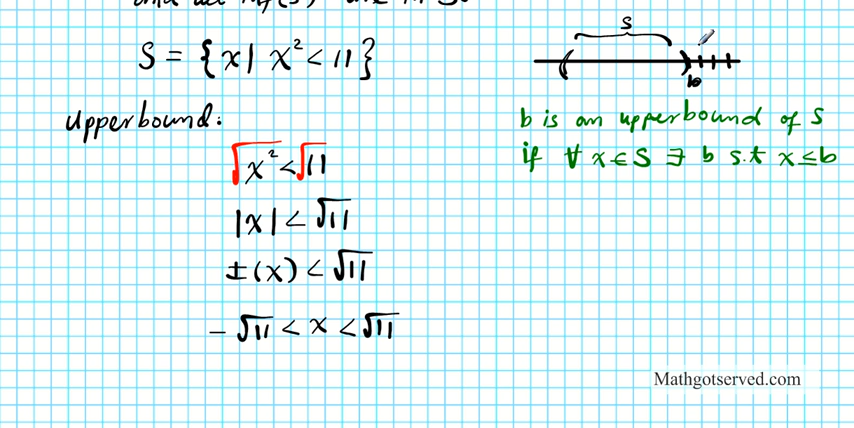 S
S = {x| x² < 11}
b
upperbound:
b is an upperbound of S
if ∀ x ∈ S ∃ b s.t x ≤ b
√x² < √11
|x| < √11
±(x) < √11
-√11 < x < √11
Mathgotserved.com